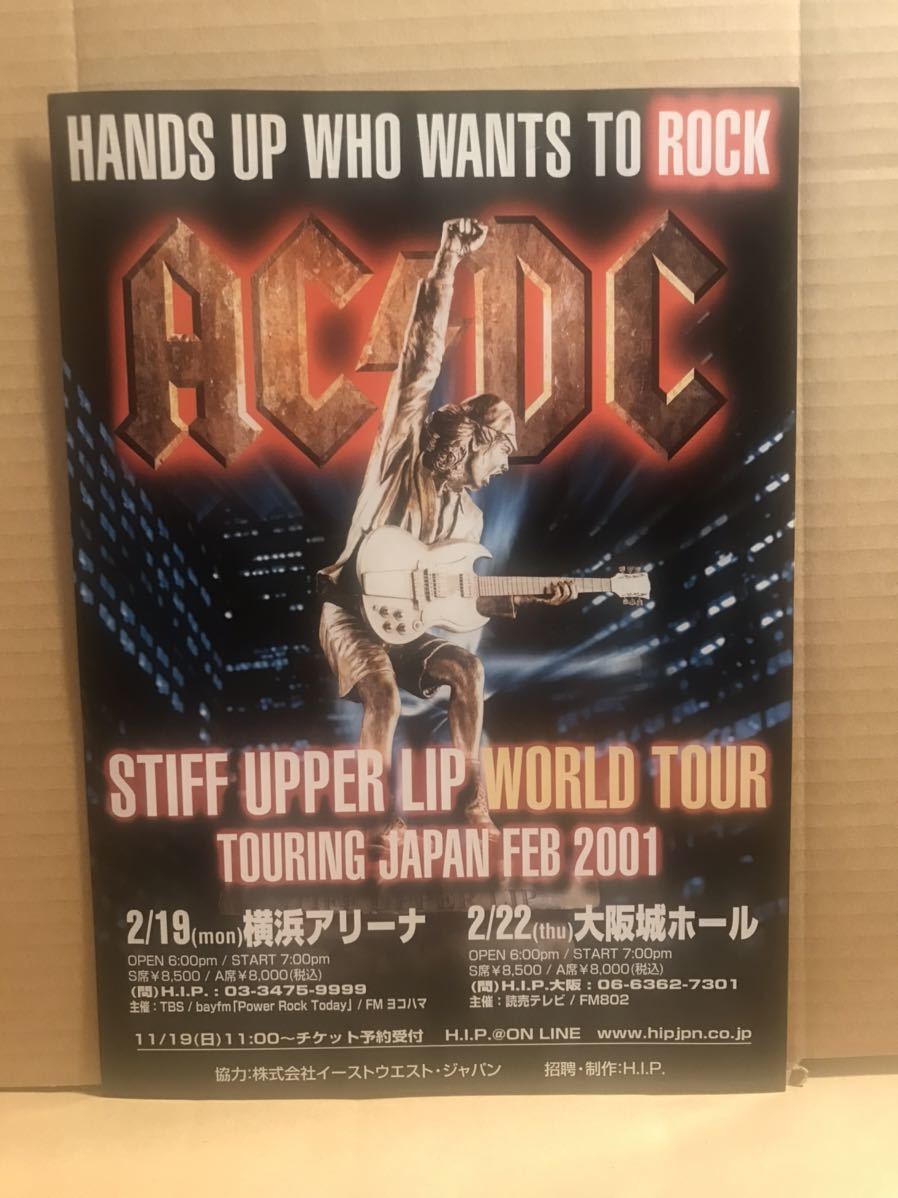 HANDS UP WHO WANTS TO ROCK
AC⚡DC
STIFF UPPER LIP WORLD TOUR
TOURING JAPAN FEB 2001
2/19(mon)横浜アリーナ
OPEN 6:00pm / START 7:00pm
S席¥8,500 / A席¥8,000(税込)
(問)H.I.P. : 03-3475-9999
主催：TBS / bayfm「Power Rock Today」/ FM ヨコハマ
2/22(thu)大阪城ホール
OPEN 6:00pm / START 7:00pm
S席¥8,500 / A席¥8,000(税込)
(問)H.I.P.大阪 : 06-6362-7301
主催：読売テレビ / FM802
11/19(日)11:00～チケット予約受付 H.I.P.@ON LINE www.hipjpn.co.jp
協力：株式会社イーストウエスト・ジャパン 招聘・制作：H.I.P.